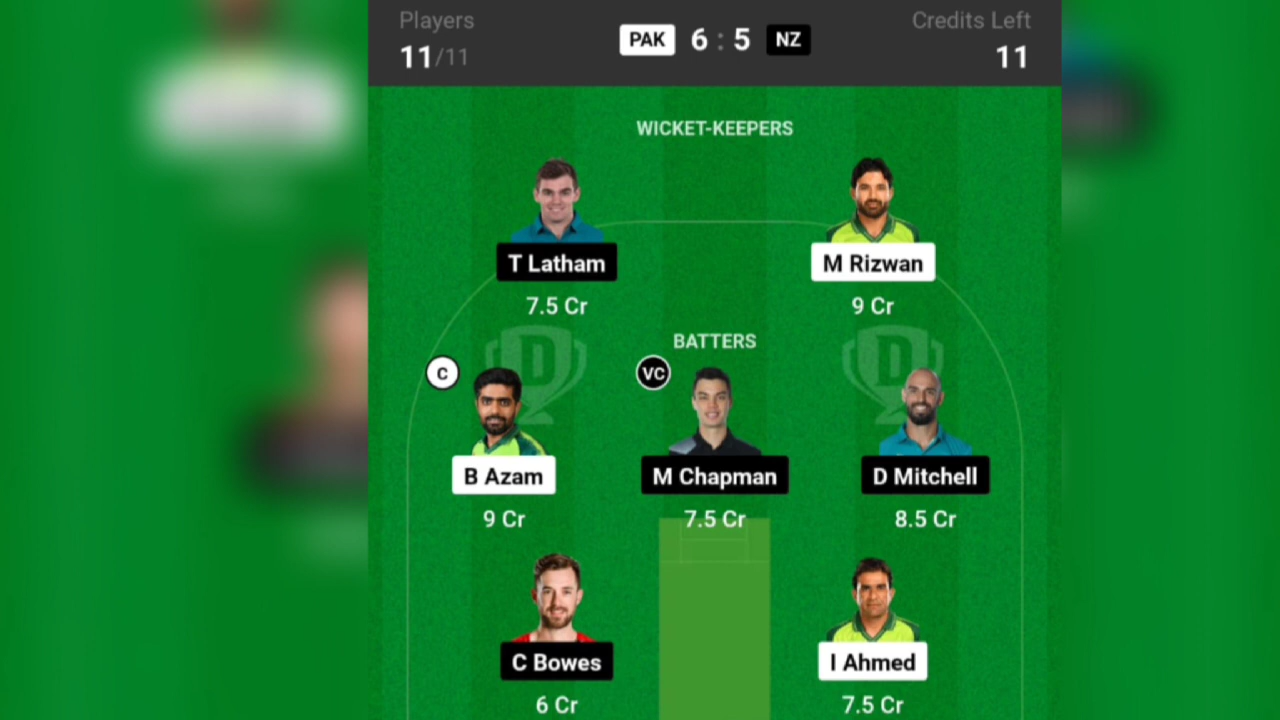 Players
11/11
PAK 6 : 5 NZ
Credits Left
11
WICKET-KEEPERS
T Latham
M Rizwan
7.5 Cr
9 Cr
BATTERS
C
VC
D
D
B Azam
M Chapman
D Mitchell
9 Cr
7.5 Cr
8.5 Cr
C Bowes
I Ahmed
6 Cr
7.5 Cr